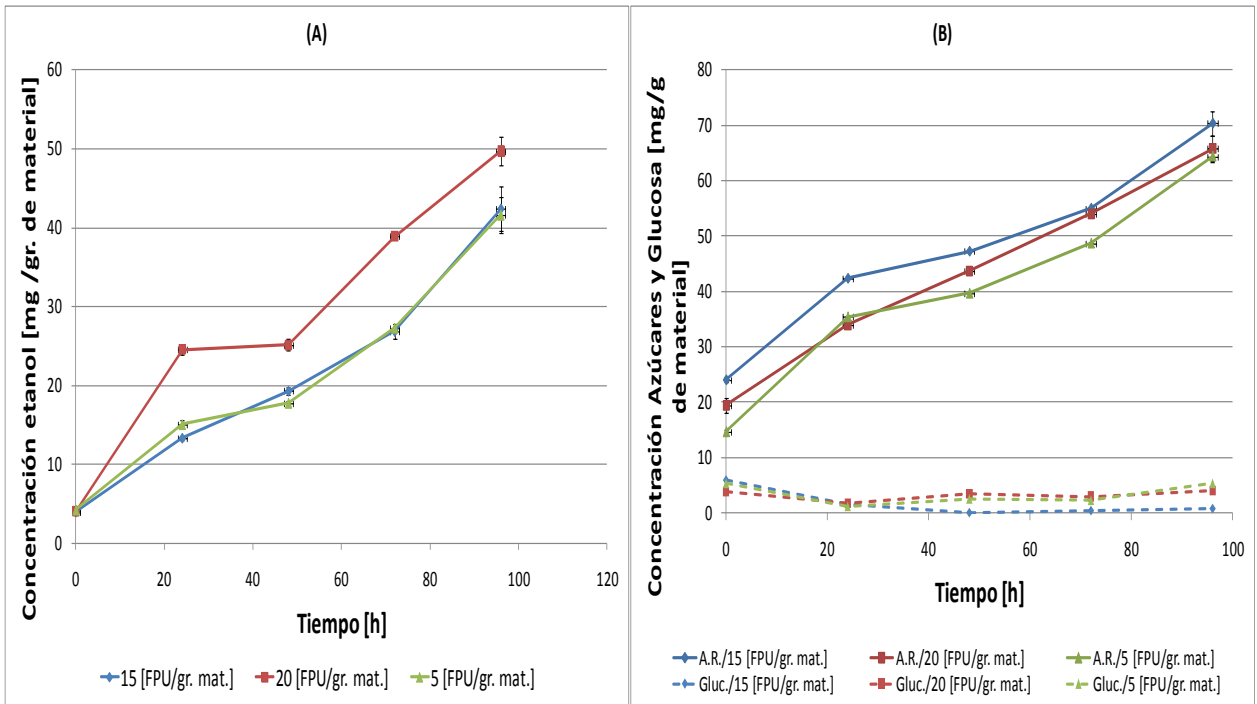 (A)
Concentración etanol [mg /gr. de material]
60
50
40
30
20
10
0
0 20 40 60 80 100 120
Tiempo [h]
15 [FPU/gr. mat.] 20 [FPU/gr. mat.] 5 [FPU/gr. mat.]
(B)
Concentración Azúcares y Glucosa [mg/g
de material]
80
70
60
50
40
30
20
10
0
0 20 40 60 80 100
Tiempo [h]
A.R./15 [FPU/gr. mat.] A.R./20 [FPU/gr. mat.] A.R./5 [FPU/gr. mat.]
Gluc./15 [FPU/gr. mat.] Gluc./20 [FPU/gr. mat.] Gluc./5 [FPU/gr. mat.]